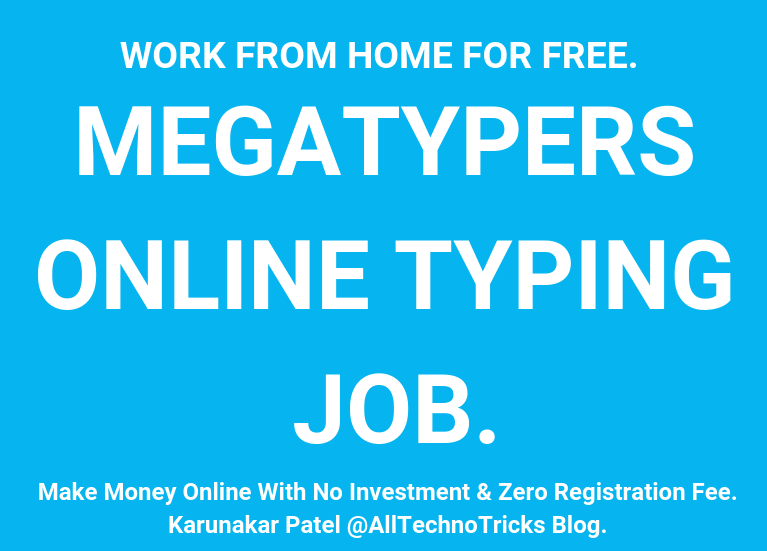 WORK FROM HOME FOR FREE.
MEGATYPERS
ONLINE TYPING
JOB.
Make Money Online With No Investment & Zero Registration Fee.
Karunakar Patel @AllTechnoTricks Blog.